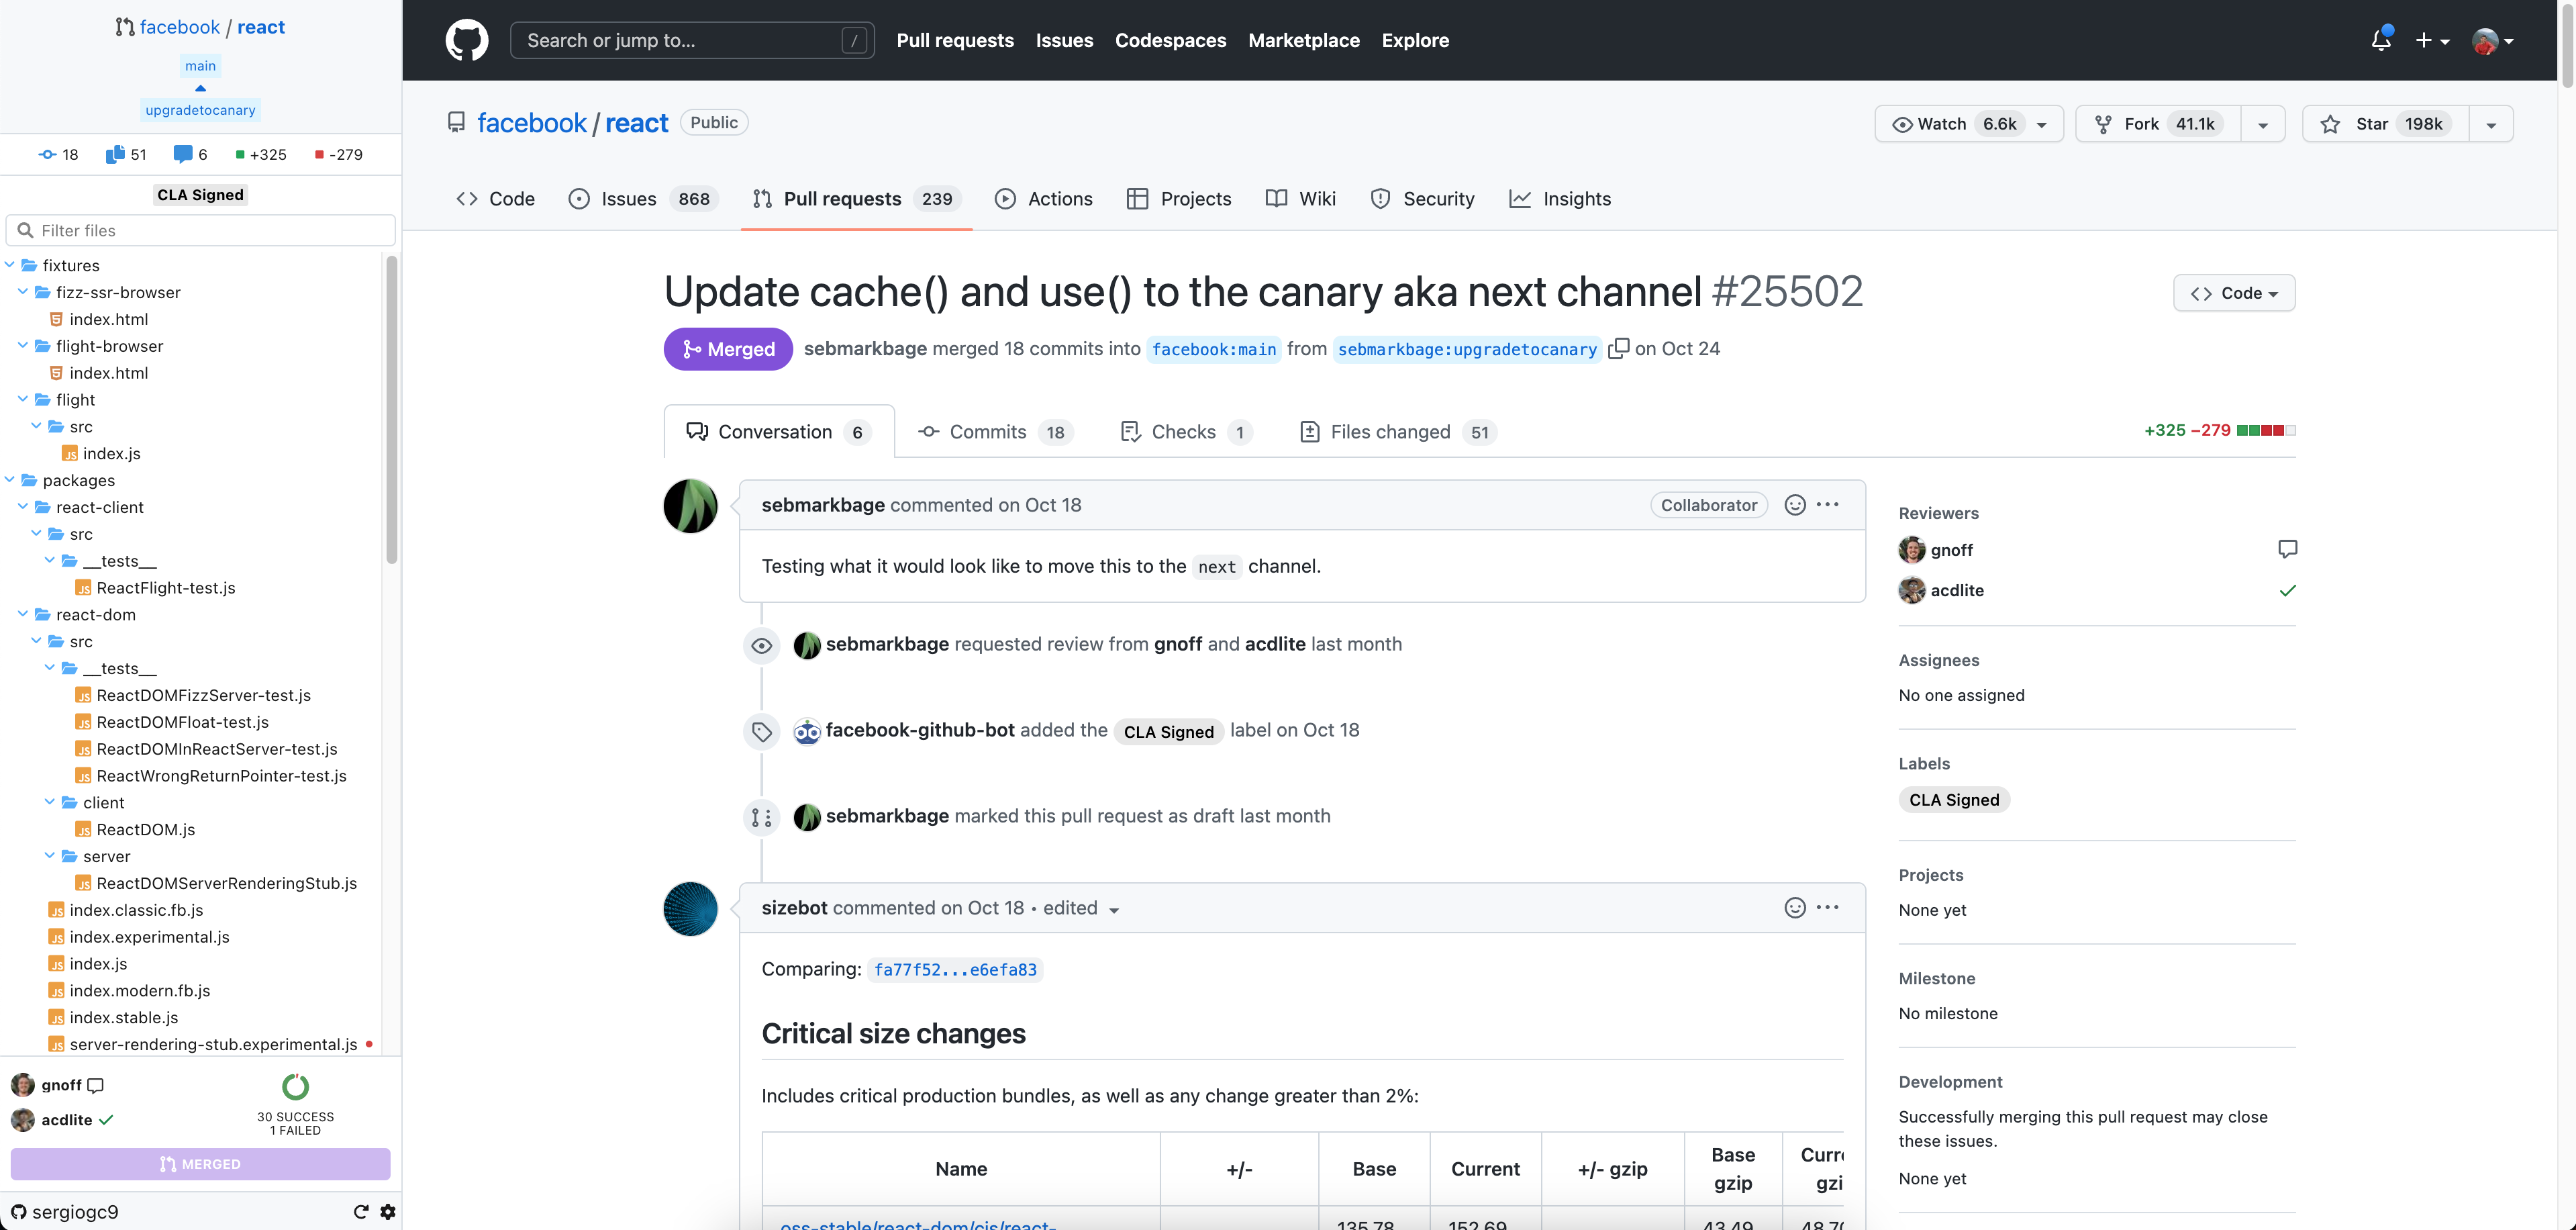 facebook / react
main
upgradetocanary
18 51 6 +325 -279
CLA Signed
Filter files
fixtures
fizz-ssr-browser
index.html
flight-browser
index.html
flight
src
index.js
packages
react-client
src
__tests__
ReactFlight-test.js
react-dom
src
__tests__
ReactDOMFizzServer-test.js
ReactDOMFloat-test.js
ReactDOMInReactServer-test.js
ReactWrongReturnPointer-test.js
client
ReactDOM.js
server
ReactDOMServerRenderingStub.js
index.classic.fb.js
index.experimental.js
index.js
index.modern.fb.js
index.stable.js
server-rendering-stub.experimental.js
gnoff
acdlite
30 SUCCESS
1 FAILED
MERGED
sergiogc9
Search or jump to... / Pull requests Issues Codespaces Marketplace Explore
facebook / react Public
Watch 6.6k Fork 41.1k Star 198k
Code Issues 868 Pull requests 239 Actions Projects Wiki Security Insights
Update cache() and use() to the canary aka next channel #25502
Code
Merged sebmarkbage merged 18 commits into facebook:main from sebmarkbage:upgradetocanary on Oct 24
Conversation 6 Commits 18 Checks 1 Files changed 51
+325 −279
sebmarkbage commented on Oct 18 Collaborator
Testing what it would look like to move this to the next channel.
sebmarkbage requested review from gnoff and acdlite last month
facebook-github-bot added the CLA Signed label on Oct 18
sebmarkbage marked this pull request as draft last month
sizebot commented on Oct 18 • edited
Comparing: fa77f52...e6efa83
Critical size changes
Includes critical production bundles, as well as any change greater than 2%:
Name +/- Base Current +/- gzip Base gzip
oss-stable/react-dom/cjs/react- 135.78 152.69 43.49
Reviewers
gnoff
acdlite
Assignees
No one assigned
Labels
CLA Signed
Projects
None yet
Milestone
No milestone
Development
Successfully merging this pull request may close
these issues.
None yet